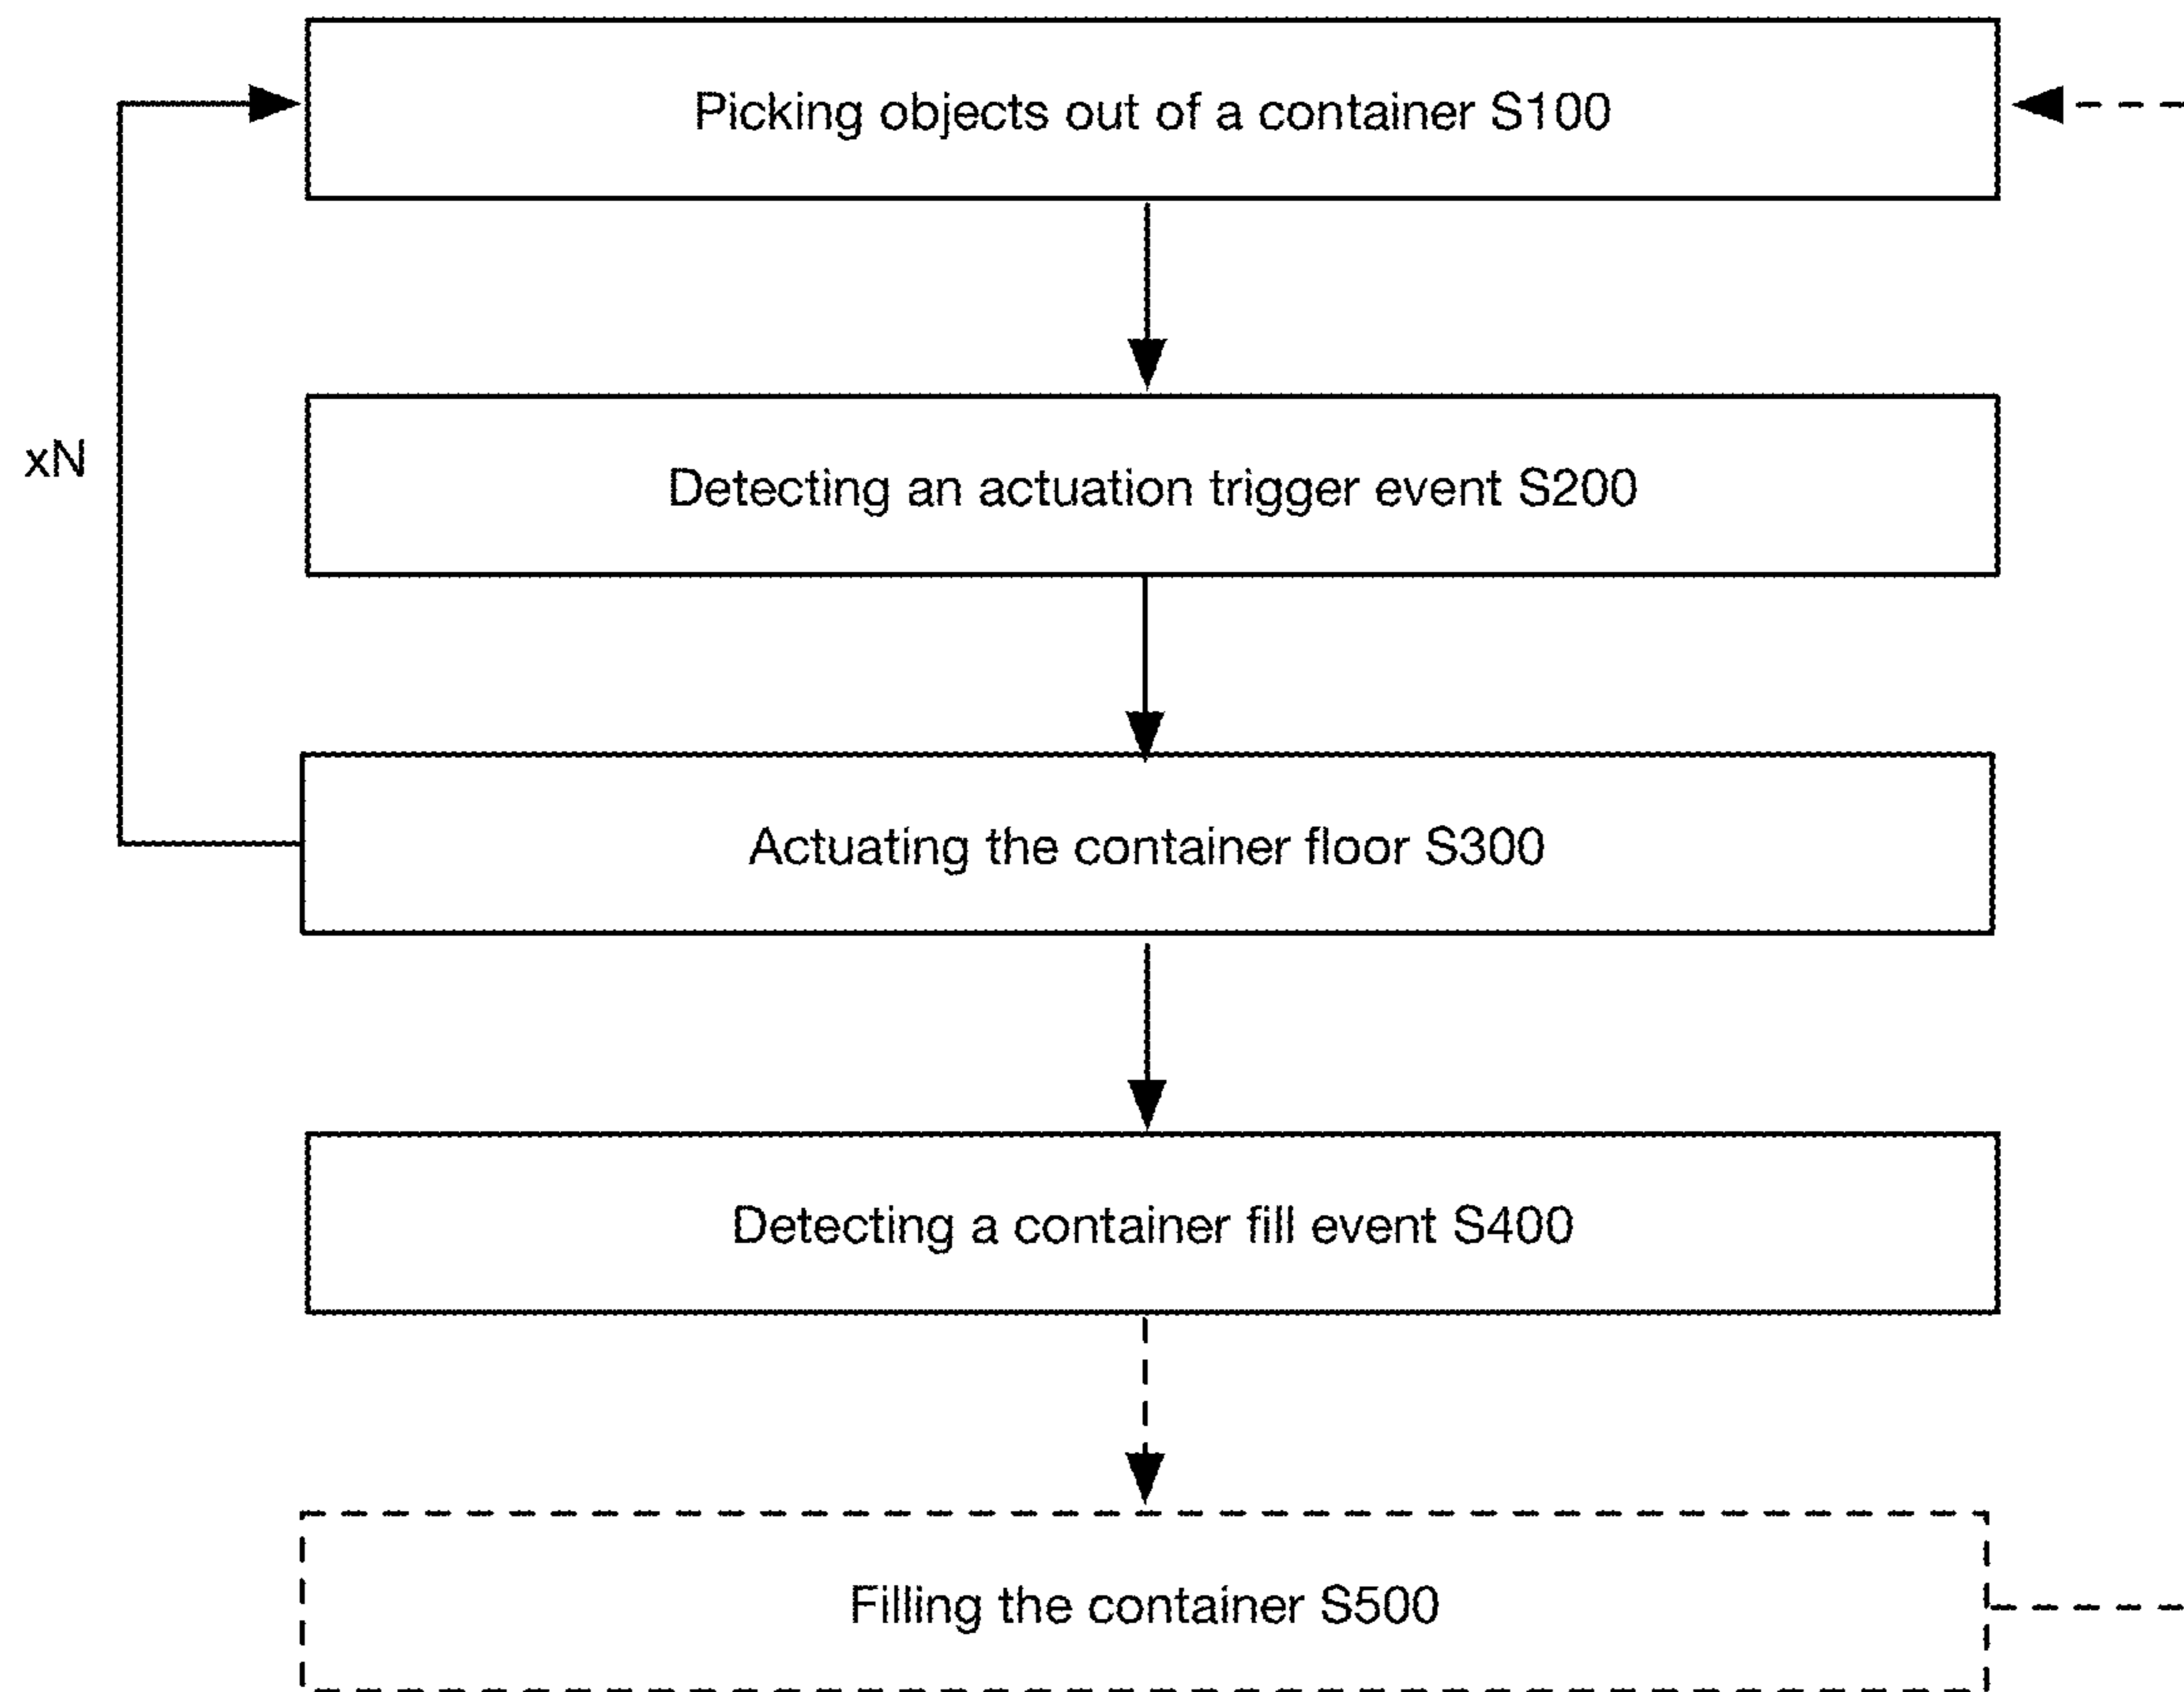 Picking objects out of a container S100
xN
Detecting an actuation trigger event S200
Actuating the container floor S300
Detecting a container fill event S400
Filling the container S500